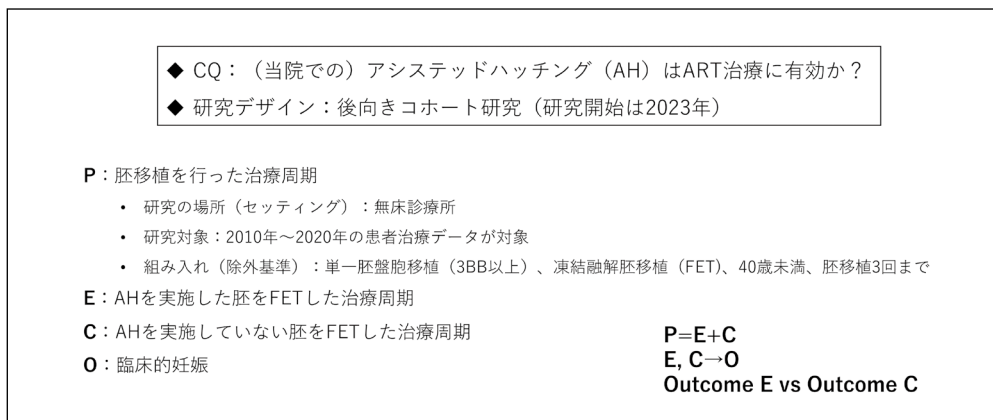 ◆ CQ：（当院での）アシステッドハッチング（AH）はART治療に有効か？
◆ 研究デザイン：後向きコホート研究（研究開始は2023年）
P：胚移植を行った治療周期
• 研究の場所（セッティング）：無床診療所
• 研究対象：2010年～2020年の患者治療データが対象
• 組み入れ（除外基準）：単一胚盤胞移植（3BB以上）、凍結融解胚移植（FET)、40歳未満、胚移植3回まで
E：AHを実施した胚をFETした治療周期
C：AHを実施していない胚をFETした治療周期
O：臨床的妊娠
P=E+C
E, C→O
Outcome E vs Outcome C